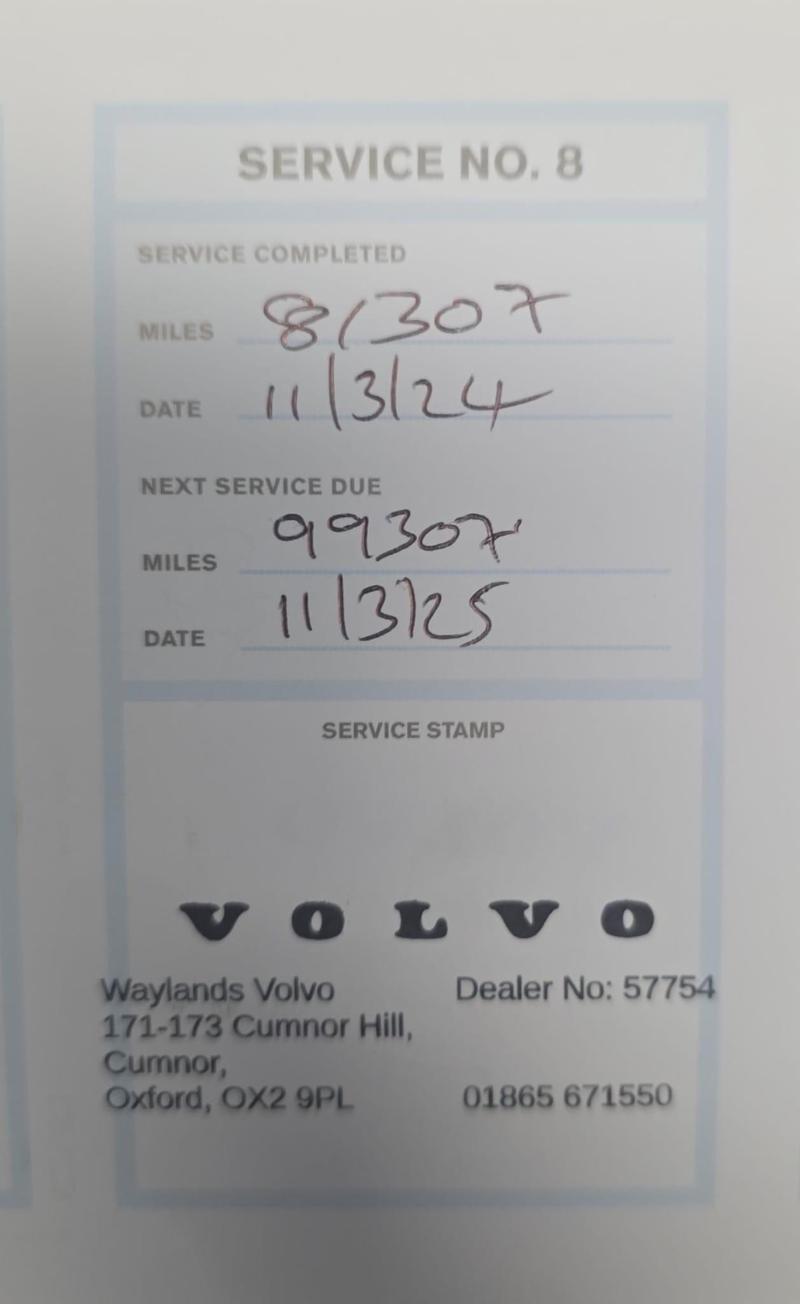 SERVICE NO. 8
SERVICE COMPLETED
MILES 81307
DATE 11/3/24
NEXT SERVICE DUE
MILES 99307
DATE 11/3/25
SERVICE STAMP
VOLVO
Waylands Volvo Dealer No: 57754
171-173 Cumnor Hill,
Cumnor,
Oxford, OX2 9PL 01865 671550